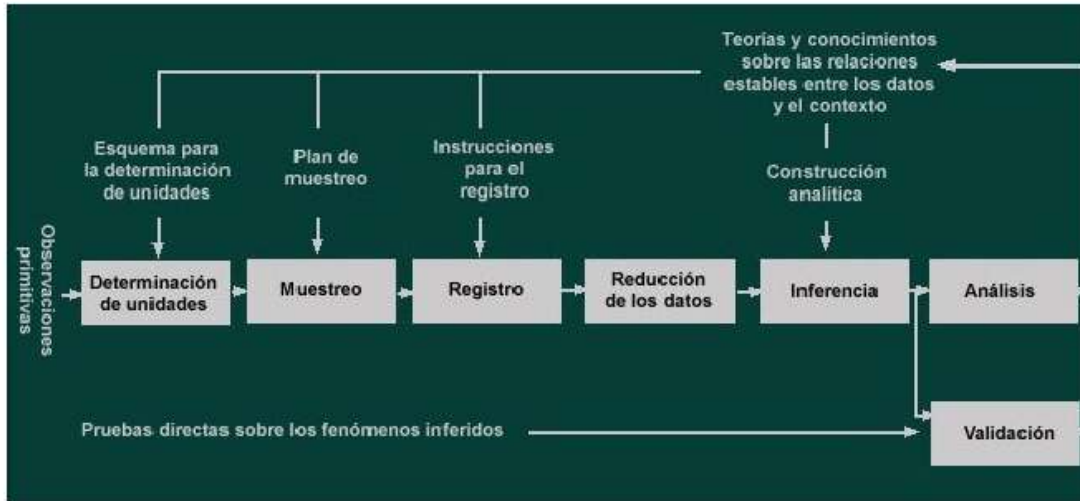 Teorías y conocimientos
sobre las relaciones
estables entre los datos
y el contexto
Esquema para
la determinación
de unidades
Plan de
muestreo
Instrucciones
para el
registro
Construcción
analítica
Observaciones
primitivas
Determinación
de unidades
Muestreo
Registro
Reducción
de los datos
Inferencia
Análisis
Pruebas directas sobre los fenómenos inferidos
Validación